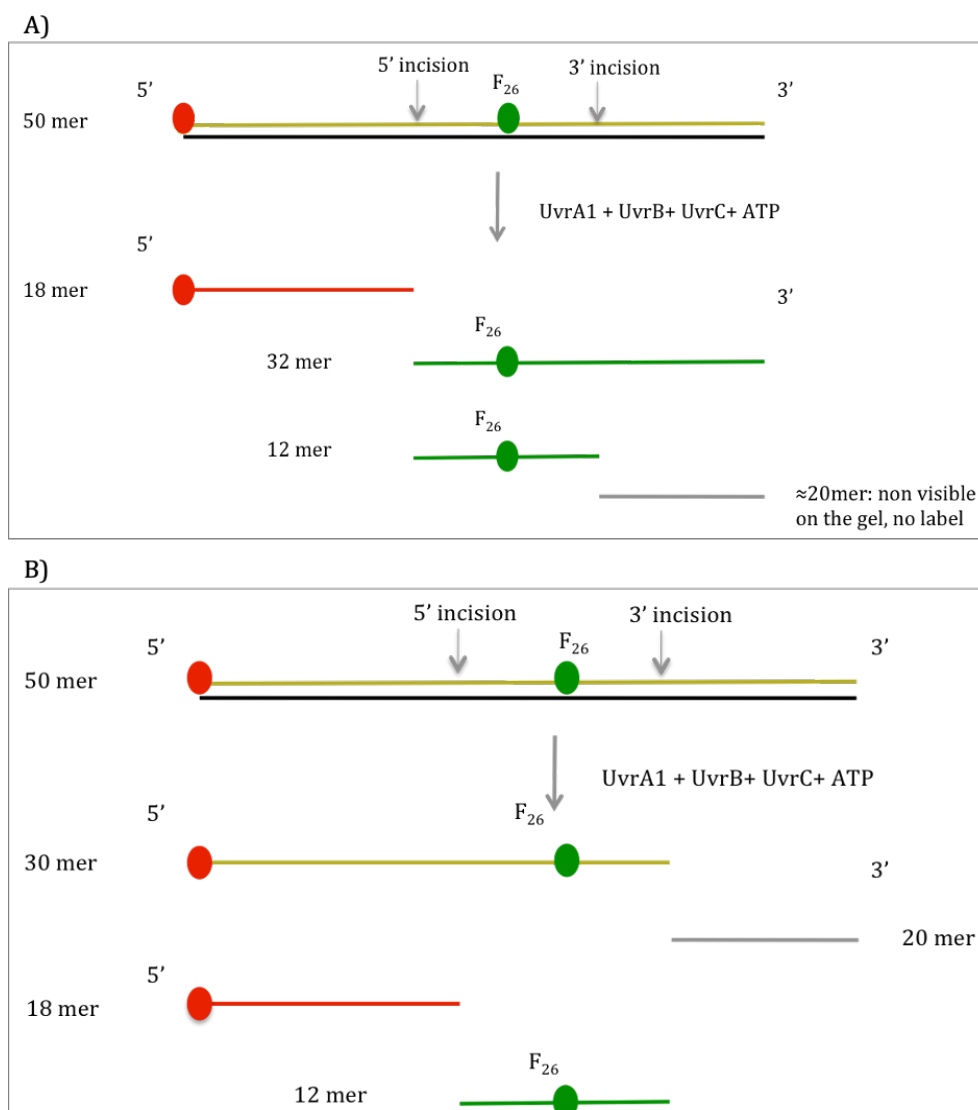 A)
5’ incision
3’ incision
5’
F26
3’
50 mer
UvrA1 + UvrB+ UvrC+ ATP
5’
18 mer
3’
F26
32 mer
F26
12 mer
≈20mer: non visible
on the gel, no label
B)
5’ incision
3’ incision
5’
F26
3’
50 mer
UvrA1 + UvrB+ UvrC+ ATP
5’
F26
30 mer
3’
20 mer
5’
18 mer
F26
12 mer